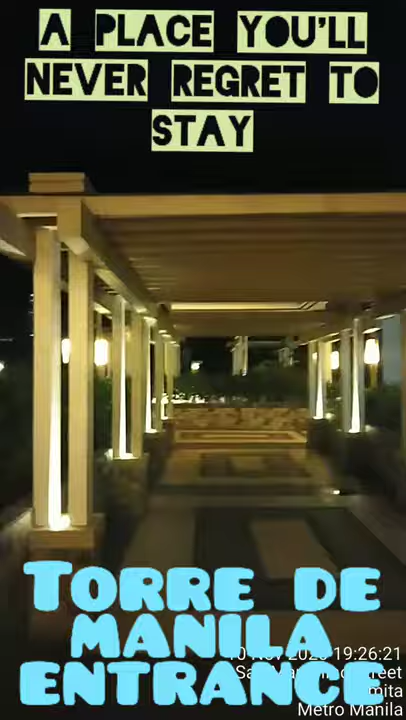 A PLACE YOU'LL
NEVER REGRET TO
STAY
TORRE DE
MANILA
19:26:21
ENTRANCE
Metro Manila